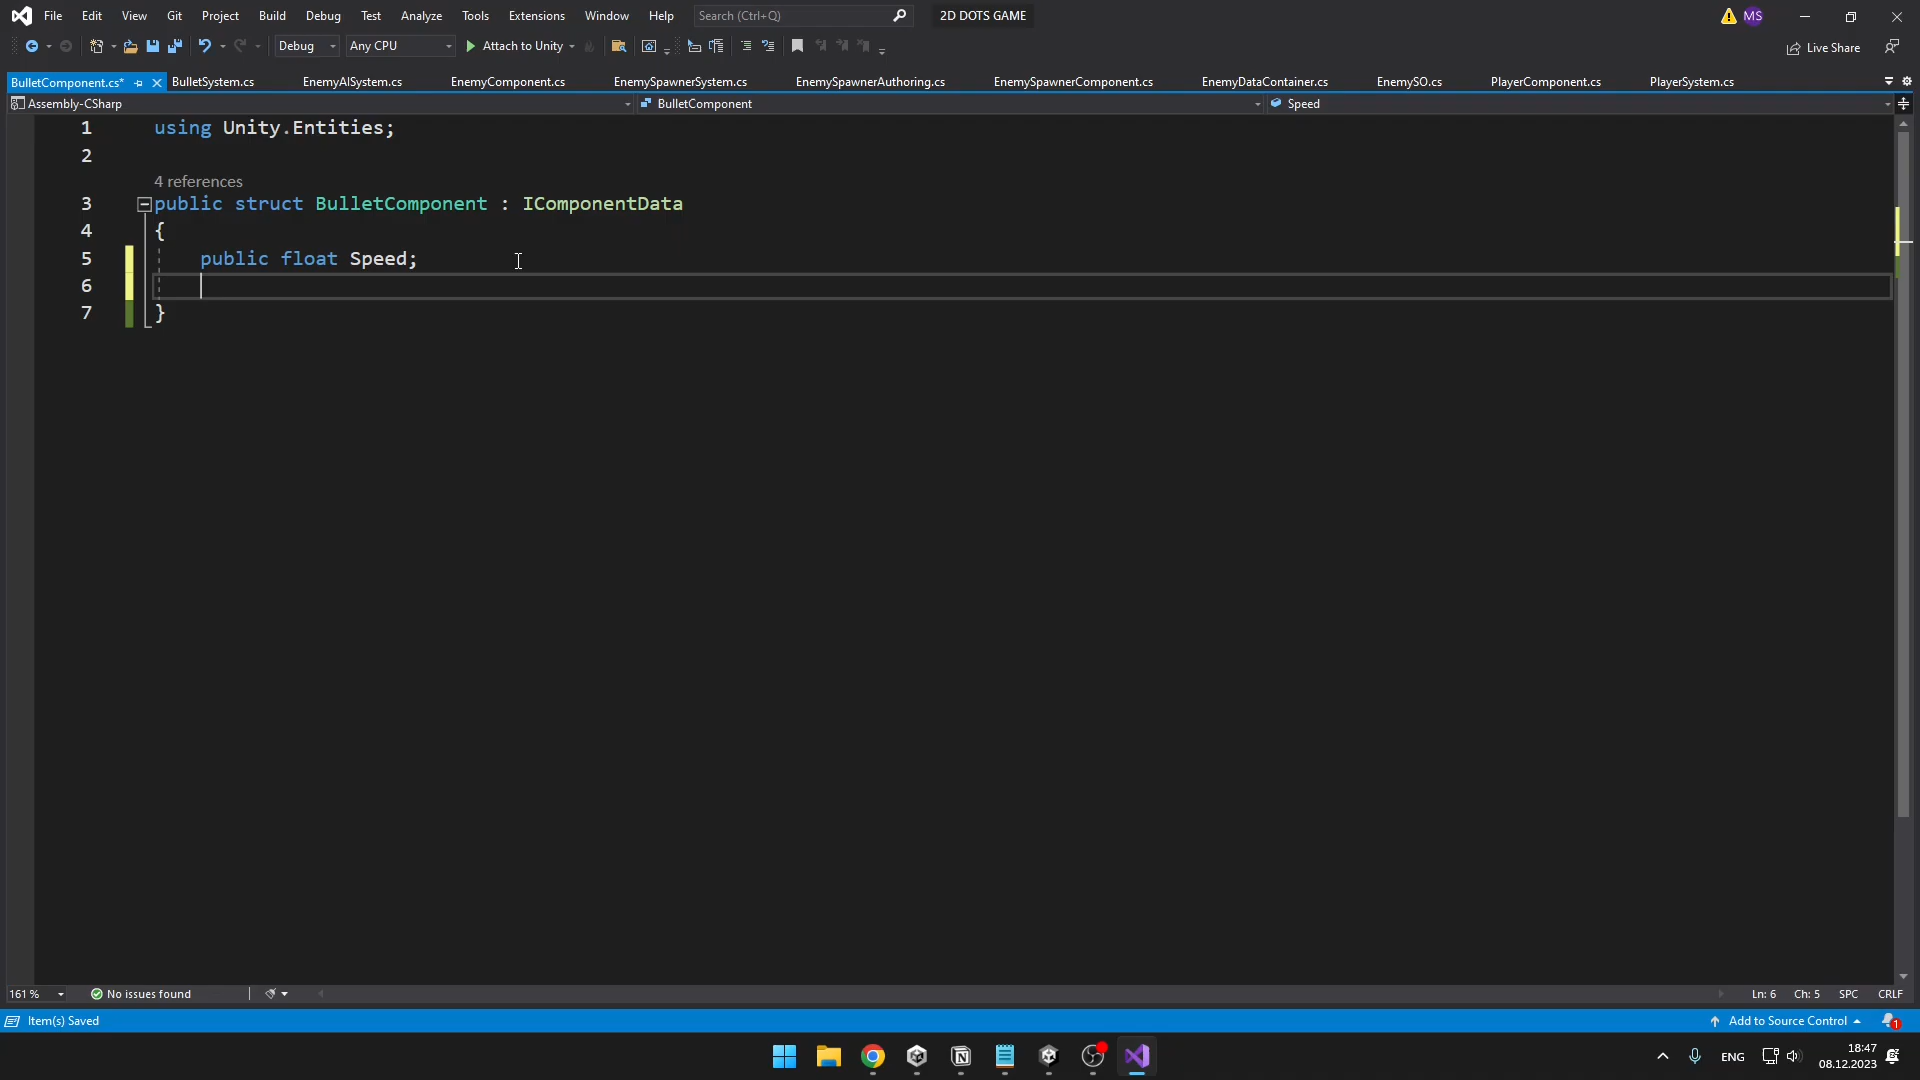 File Edit View Git Project Build Debug Test Analyze Tools Extensions Window Help Search (Ctrl+Q) 2D DOTS GAME MS
Debug Any CPU Attach to Unity Live Share
BulletComponent.cs* BulletSystem.cs EnemyAISystem.cs EnemyComponent.cs EnemySpawnerSystem.cs EnemySpawnerAuthoring.cs EnemySpawnerComponent.cs EnemyDataContainer.cs EnemySO.cs PlayerComponent.cs PlayerSystem.cs
Assembly-CSharp BulletComponent Speed
1 using Unity.Entities;
2
4 references
3 public struct BulletComponent : IComponentData
4 {
5 public float Speed;
6
7 }
161 % No issues found Ln: 6 Ch: 5 SPC CRLF
Item(s) Saved Add to Source Control 1
ENG 18:47
08.12.2023